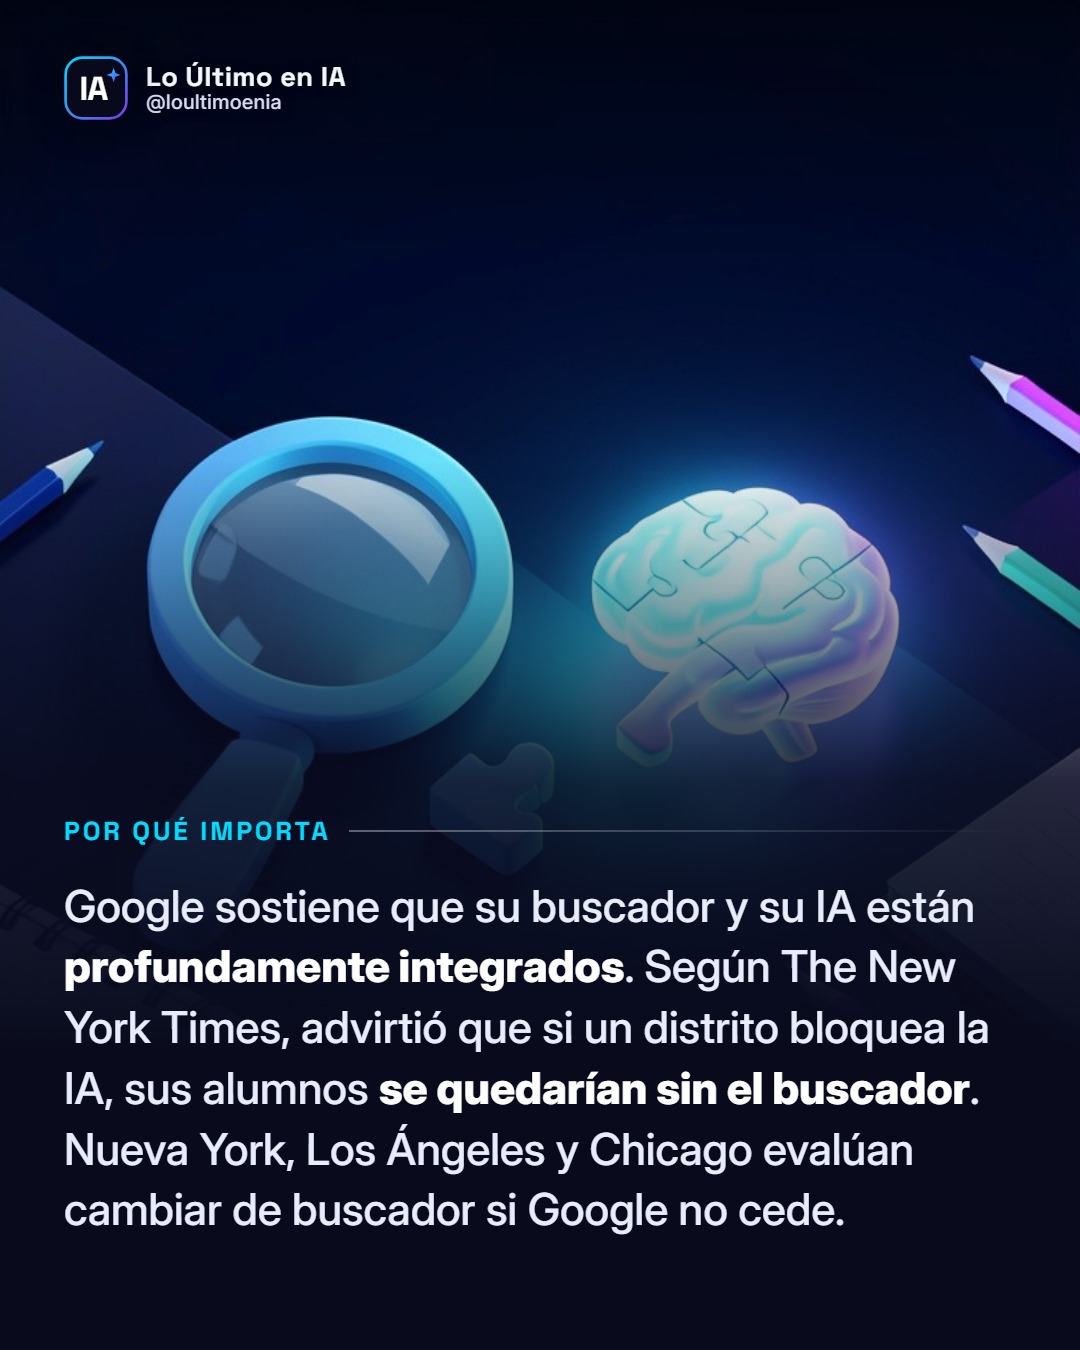 IA
Lo Último en IA
@loultimoenia
POR QUÉ IMPORTA
Google sostiene que su buscador y su IA están
profundamente integrados. Según The New
York Times, advirtió que si un distrito bloquea la
IA, sus alumnos se quedarían sin el buscador.
Nueva York, Los Ángeles y Chicago evalúan
cambiar de buscador si Google no cede.